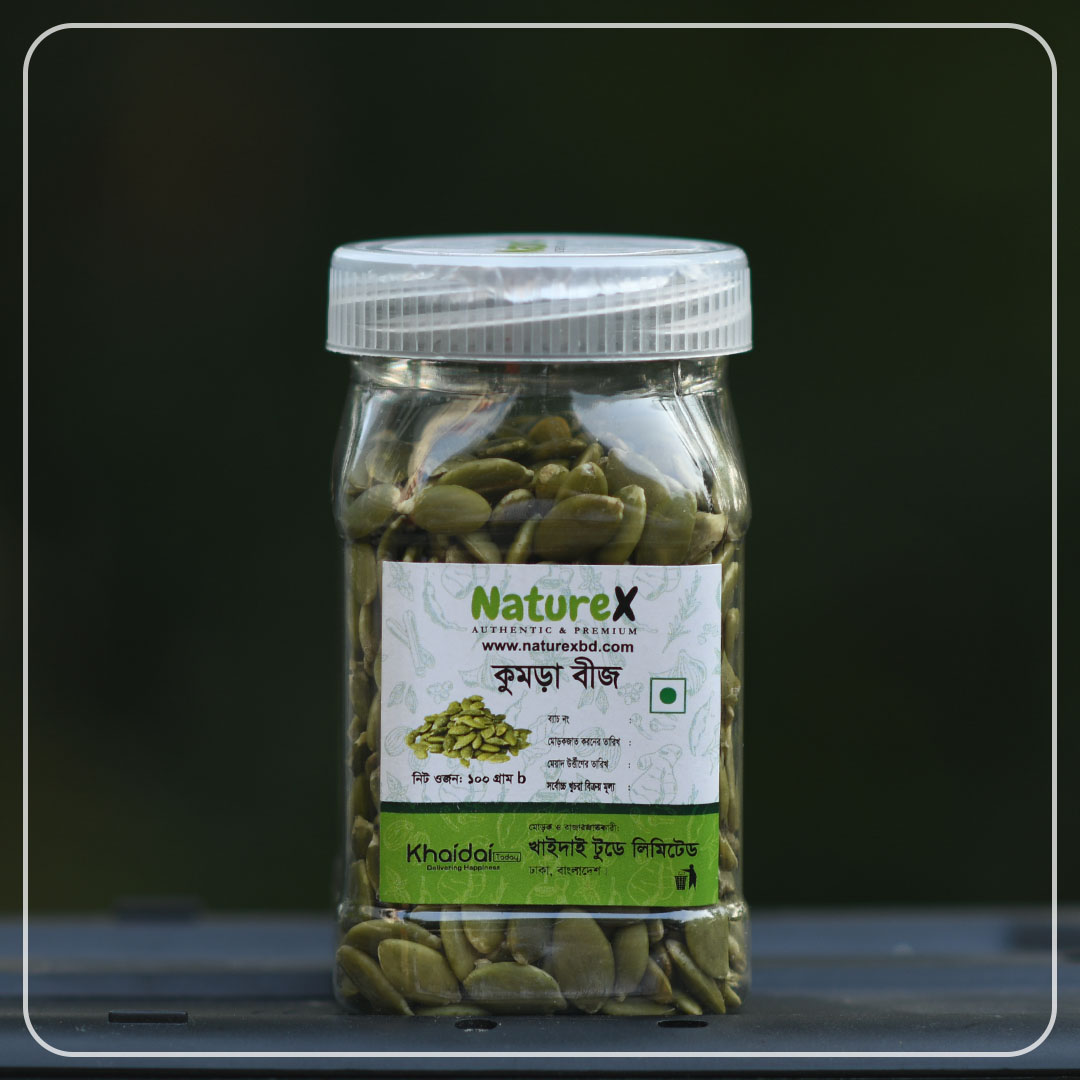 NatureX
AUTHENTIC & PREMIUM
www.naturexbd.com
কুমড়া বীজ
ব্যাচ নং :
মোড়কজাত করনের তারিখ :
মেয়াদ উর্ত্তীণের তারিখ :
সর্বোচ্চ খুচরা বিক্রয় মূল্য :
নিট ওজন: ১০০ গ্রাম b
মোড়ক ও বাজারজাতকারী:
Khaidai Today
Delivering Happiness
খাইদাই টুডে লিমিটেড
ঢাকা, বাংলাদেশ